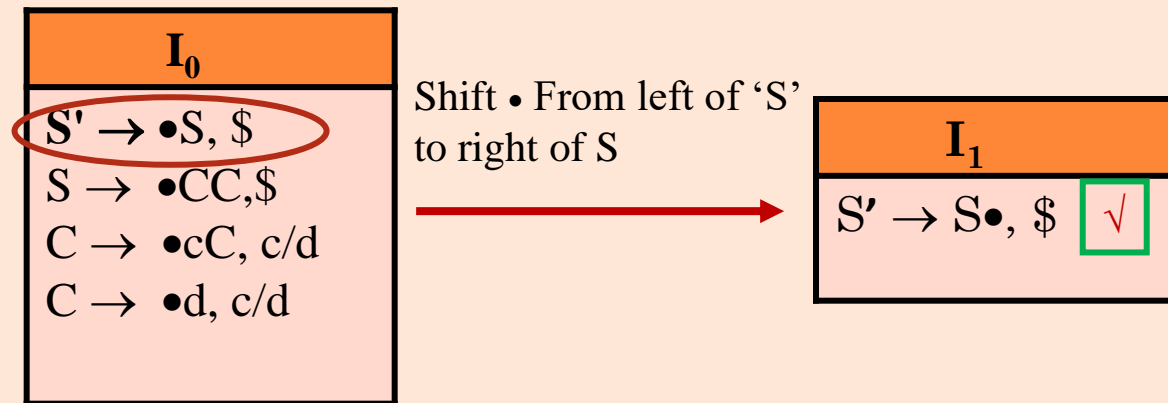 I₀
S' → •S, $
S → •CC,$
C → •cC, c/d
C → •d, c/d
Shift • From left of ‘S’
to right of S
I₁
S′ → S•, $ √